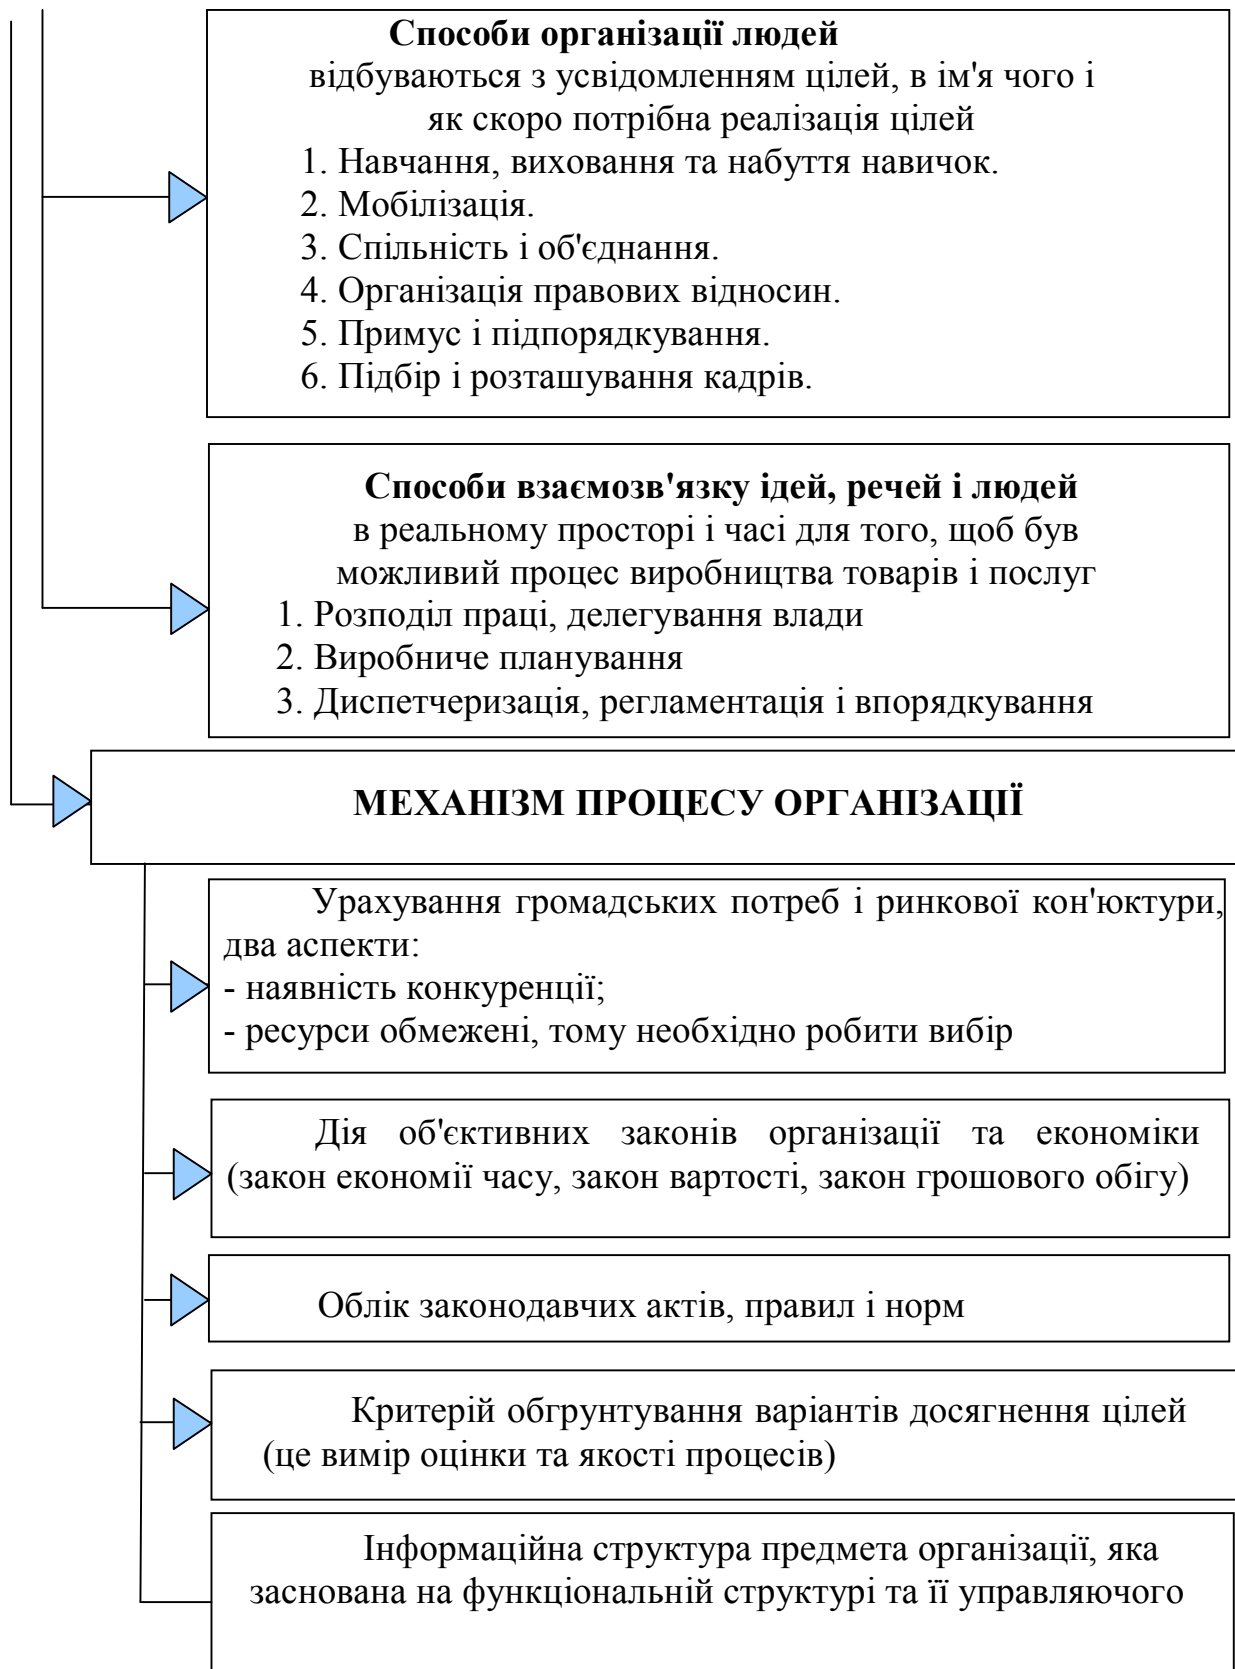 Способи організації людей
відбуваються з усвідомленням цілей, в ім'я чого і
як скоро потрібна реалізація цілей
1. Навчання, виховання та набуття навичок.
2. Мобілізація.
3. Спільність і об'єднання.
4. Організація правових відносин.
5. Примус і підпорядкування.
6. Підбір і розташування кадрів.
Способи взаємозв'язку ідей, речей і людей
в реальному просторі і часі для того, щоб був
можливий процес виробництва товарів і послуг
1. Розподіл праці, делегування влади
2. Виробниче планування
3. Диспетчеризація, регламентація і впорядкування
МЕХАНІЗМ ПРОЦЕСУ ОРГАНІЗАЦІЇ
Урахування громадських потреб і ринкової кон'юктури,
два аспекти:
- наявність конкуренції;
- ресурси обмежені, тому необхідно робити вибір
Дія об'єктивних законів організації та економіки
(закон економії часу, закон вартості, закон грошового обігу)
Облік законодавчих актів, правил і норм
Критерій обгрунтування варіантів досягнення цілей
(це вимір оцінки та якості процесів)
Інформаційна структура предмета організації, яка
заснована на функціональній структурі та її управляючого